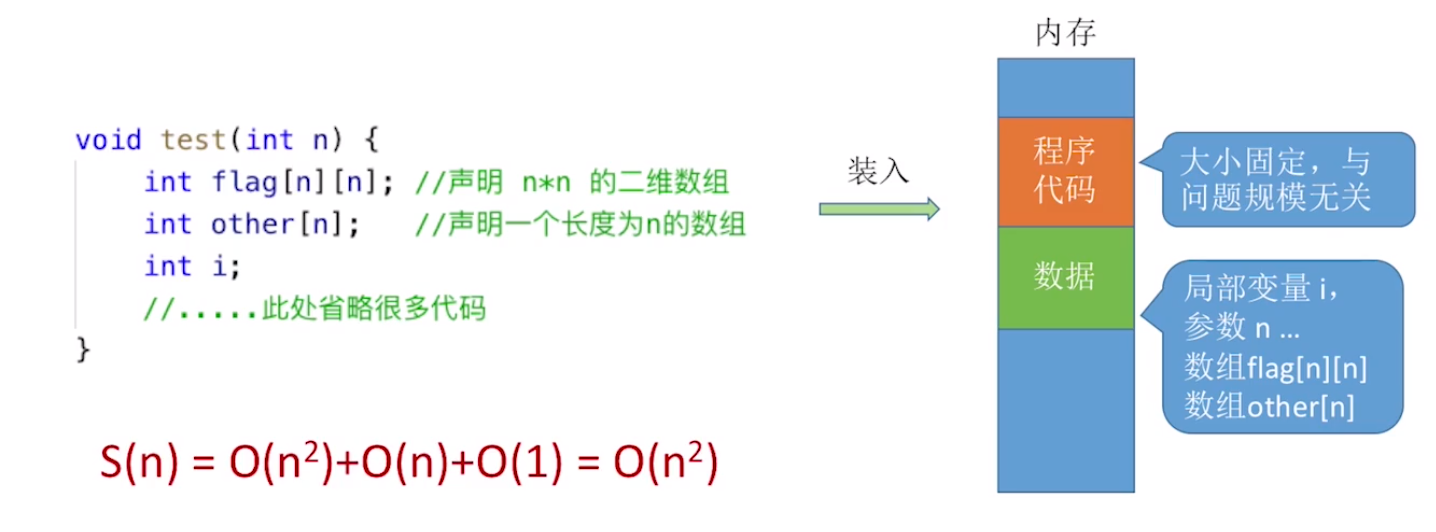 void test(int n) {
int flag[n][n]; //声明 n*n 的二维数组
int other[n]; //声明一个长度为n的数组
int i;
//.....此处省略很多代码
}
S(n) = O(n²)+O(n)+O(1) = O(n²)
装入
内存
程序
代码
数据
大小固定，与
问题规模无关
局部变量 i，
参数 n ...
数组flag[n][n]
数组other[n]